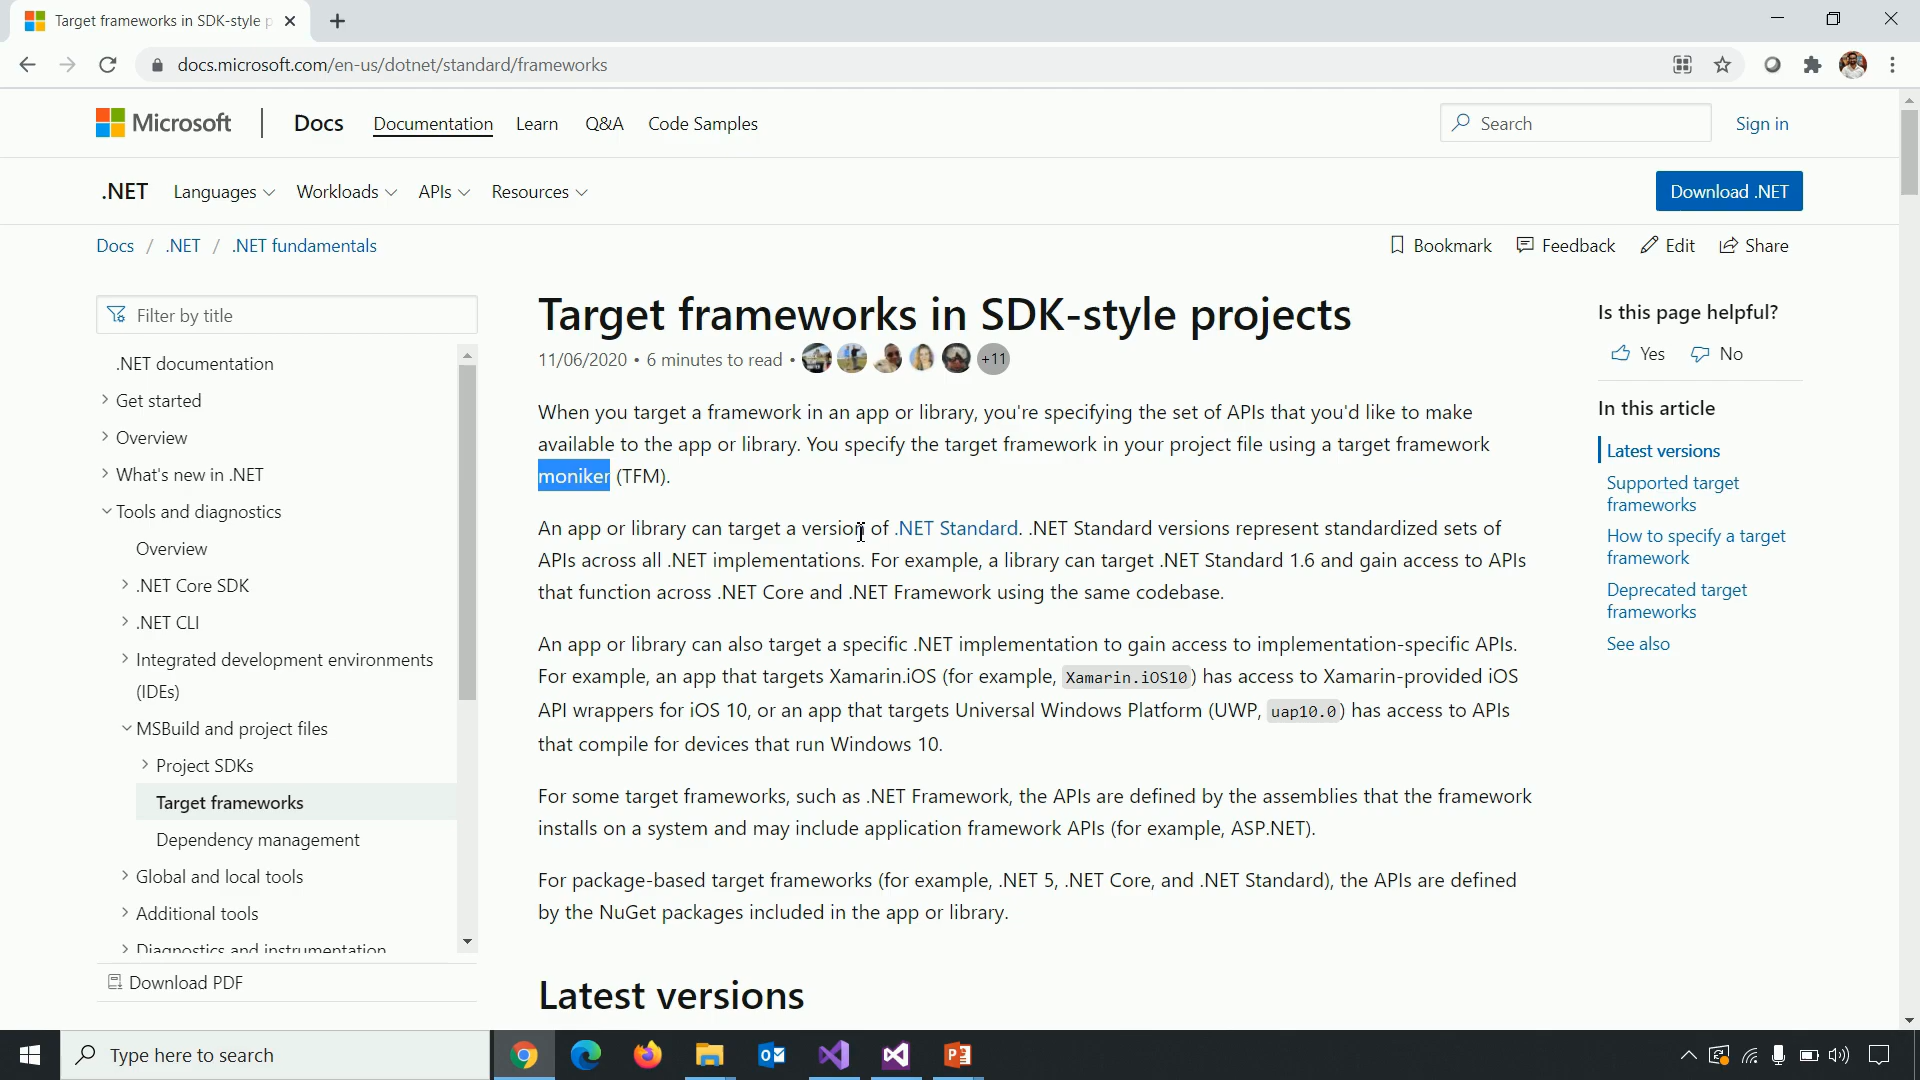 Target frameworks in SDK-style p
docs.microsoft.com/en-us/dotnet/standard/frameworks
Microsoft
Docs
Documentation
Learn
Q&A
Code Samples
Search
Sign in
.NET
Languages
Workloads
APIs
Resources
Download .NET
Docs / .NET / .NET fundamentals
Bookmark
Feedback
Edit
Share
Filter by title
.NET documentation
Get started
Overview
What's new in .NET
Tools and diagnostics
Overview
.NET Core SDK
.NET CLI
Integrated development environments
(IDEs)
MSBuild and project files
Project SDKs
Target frameworks
Dependency management
Global and local tools
Additional tools
Diagnostics and instrumentation
Download PDF
Target frameworks in SDK-style projects
11/06/2020 • 6 minutes to read •
+11
When you target a framework in an app or library, you're specifying the set of APIs that you'd like to make
available to the app or library. You specify the target framework in your project file using a target framework
moniker (TFM).
An app or library can target a version of .NET Standard. .NET Standard versions represent standardized sets of
APIs across all .NET implementations. For example, a library can target .NET Standard 1.6 and gain access to APIs
that function across .NET Core and .NET Framework using the same codebase.
An app or library can also target a specific .NET implementation to gain access to implementation-specific APIs.
For example, an app that targets Xamarin.iOS (for example, Xamarin.iOS10) has access to Xamarin-provided iOS
API wrappers for iOS 10, or an app that targets Universal Windows Platform (UWP, uap10.0) has access to APIs
that compile for devices that run Windows 10.
For some target frameworks, such as .NET Framework, the APIs are defined by the assemblies that the framework
installs on a system and may include application framework APIs (for example, ASP.NET).
For package-based target frameworks (for example, .NET 5, .NET Core, and .NET Standard), the APIs are defined
by the NuGet packages included in the app or library.
Latest versions
Is this page helpful?
Yes
No
In this article
Latest versions
Supported target
frameworks
How to specify a target
framework
Deprecated target
frameworks
See also
Type here to search